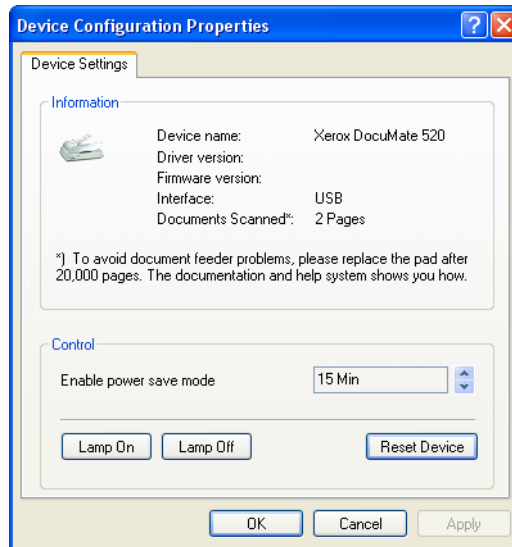 Device Configuration Properties
Device Settings
Information
Device name: Xerox DocuMate 520
Driver version:
Firmware version:
Interface: USB
Documents Scanned*: 2 Pages
*) To avoid document feeder problems, please replace the pad after
20,000 pages. The documentation and help system shows you how.
Control
Enable power save mode 15 Min
Lamp On Lamp Off Reset Device
OK Cancel Apply